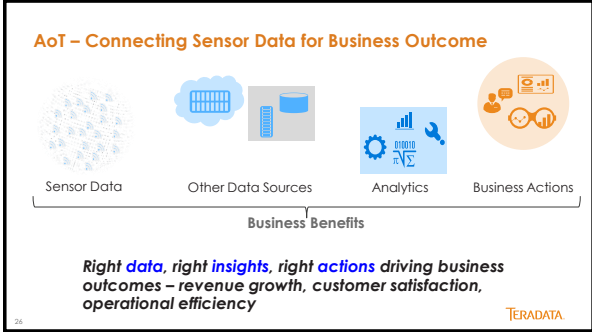 AoT – Connecting Sensor Data for Business Outcome
010010
π√Σ
Sensor Data
Other Data Sources
Analytics
Business Actions
Business Benefits
Right data, right insights, right actions driving business
outcomes – revenue growth, customer satisfaction,
operational efficiency
26
TERADATA